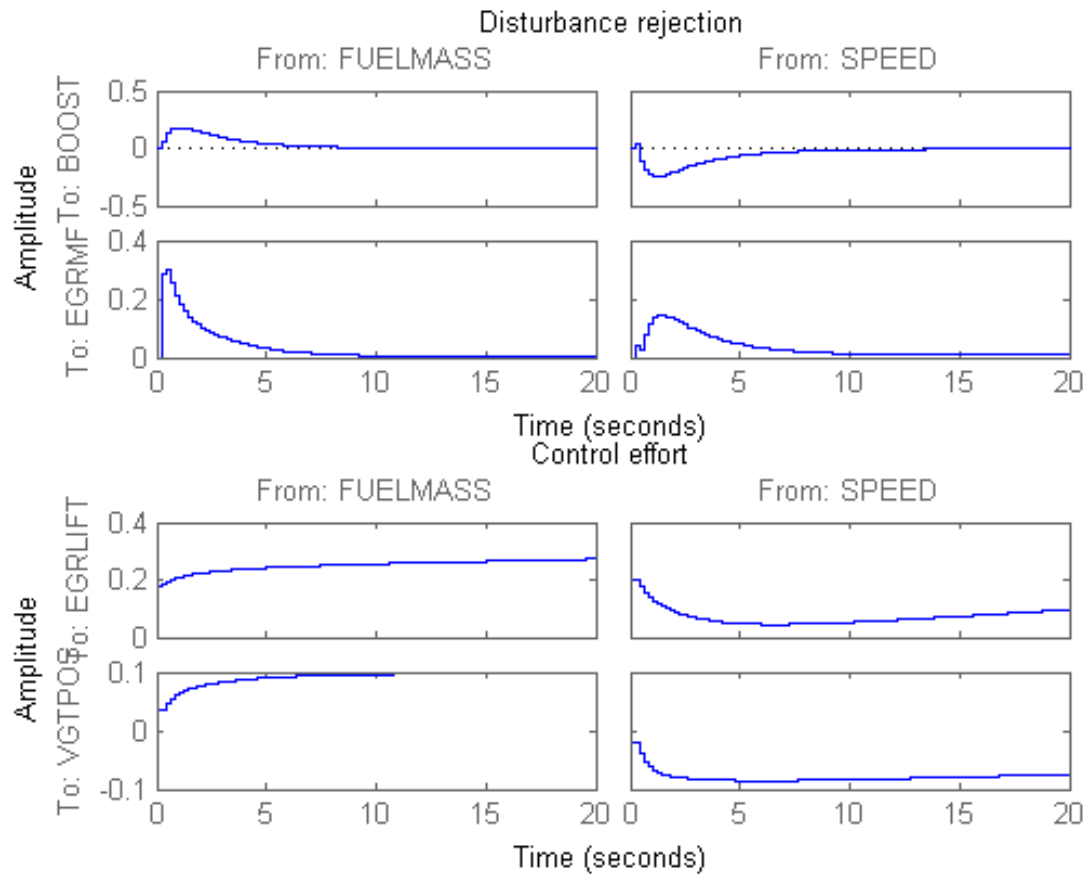 Disturbance rejection
From: FUELMASS
From: SPEED
Amplitude
To: BOOST
0.5
0
-0.5
To: EGRMF
0.4
0.2
0
0 5 10 15 20
0 5 10 15 20
Time (seconds)
Control effort
From: FUELMASS
From: SPEED
Amplitude
To: EGRLIFT
0.4
0.2
0
To: VGTPOS
0.1
0
-0.1
0 5 10 15 20
0 5 10 15 20
Time (seconds)